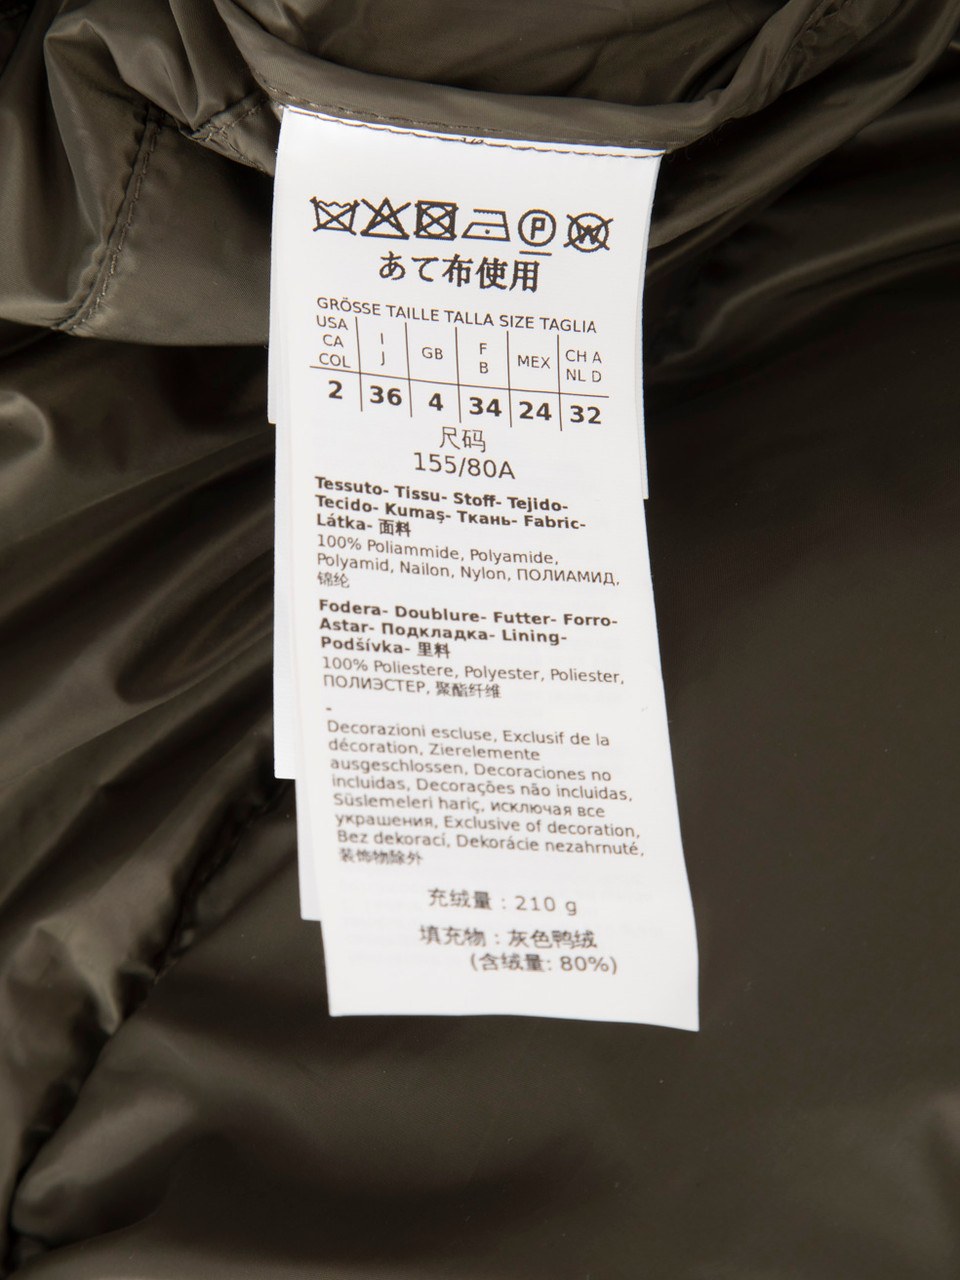 P W
あて布使用
GRÖSSE TAILLE TALLA SIZE TAGLIA
USA CA COL I J GB F B MEX CH A NL D
2 36 4 34 24 32
尺码
155/80A
Tessuto- Tissu- Stoff- Tejido-
Tecido- Kumaş- Ткань- Fabric-
Látka- 面料
100% Poliammide, Polyamide,
Polyamid, Nailon, Nylon, ПОЛИАМИД,
锦纶
Fodera- Doublure- Futter- Forro-
Astar- Подкладка- Lining-
Podšívka- 里料
100% Poliestere, Polyester, Poliester,
ПОЛИЭСТЕР, 聚酯纤维
-
Decorazioni escluse, Exclusif de la
décoration, Zierelemente
ausgeschlossen, Decoraciones no
incluidas, Decorações não incluidas,
Süslemeleri hariç, исключая все
украшения, Exclusive of decoration,
Bez dekorací, Dekorácie nezahrnuté,
装饰物除外
充绒量 : 210 g
填充物 : 灰色鸭绒
(含绒量: 80%)